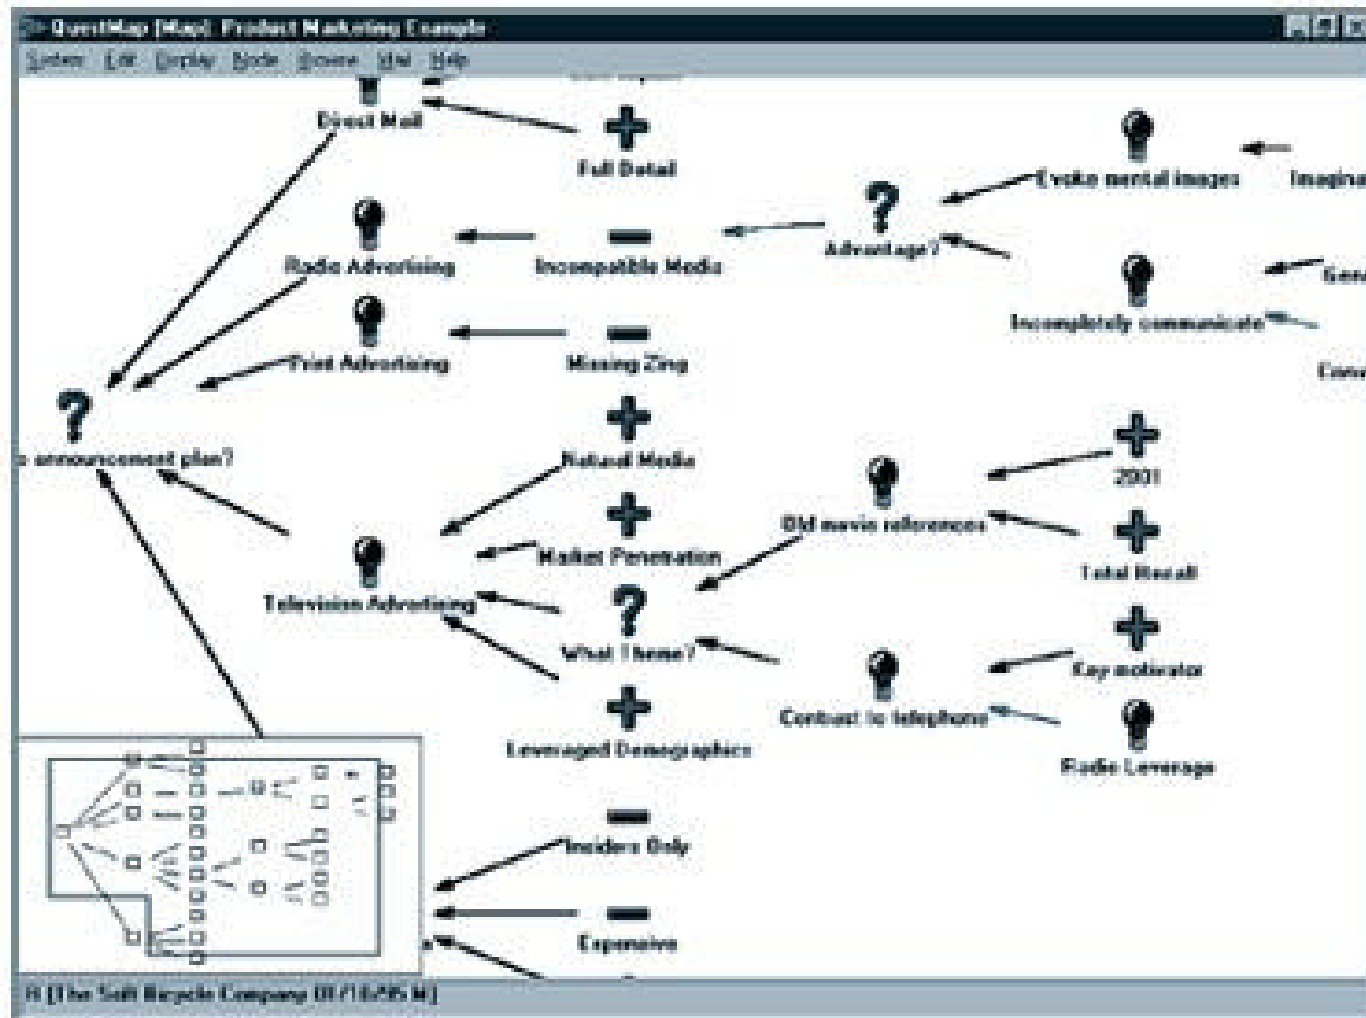 QuestMap [Map]: Product Marketing Example
System Edit Display Node Browse Mail Help
Direct Mail
Full Detail
Evoke mental images
Imagina
Advantage?
Radio Advertising
Incompatible Media
Incompletely communicate
Print Advertising
Missing Zing
announcement plan?
Natural Media
2001
Old movie references
Market Penetration
Total Recall
Television Advertising
What Theme?
Key motivator
Contrast to telephone
Leveraged Demographics
Radio Leverage
Insiders Only
Expensive
[The Soft Bicycle Company